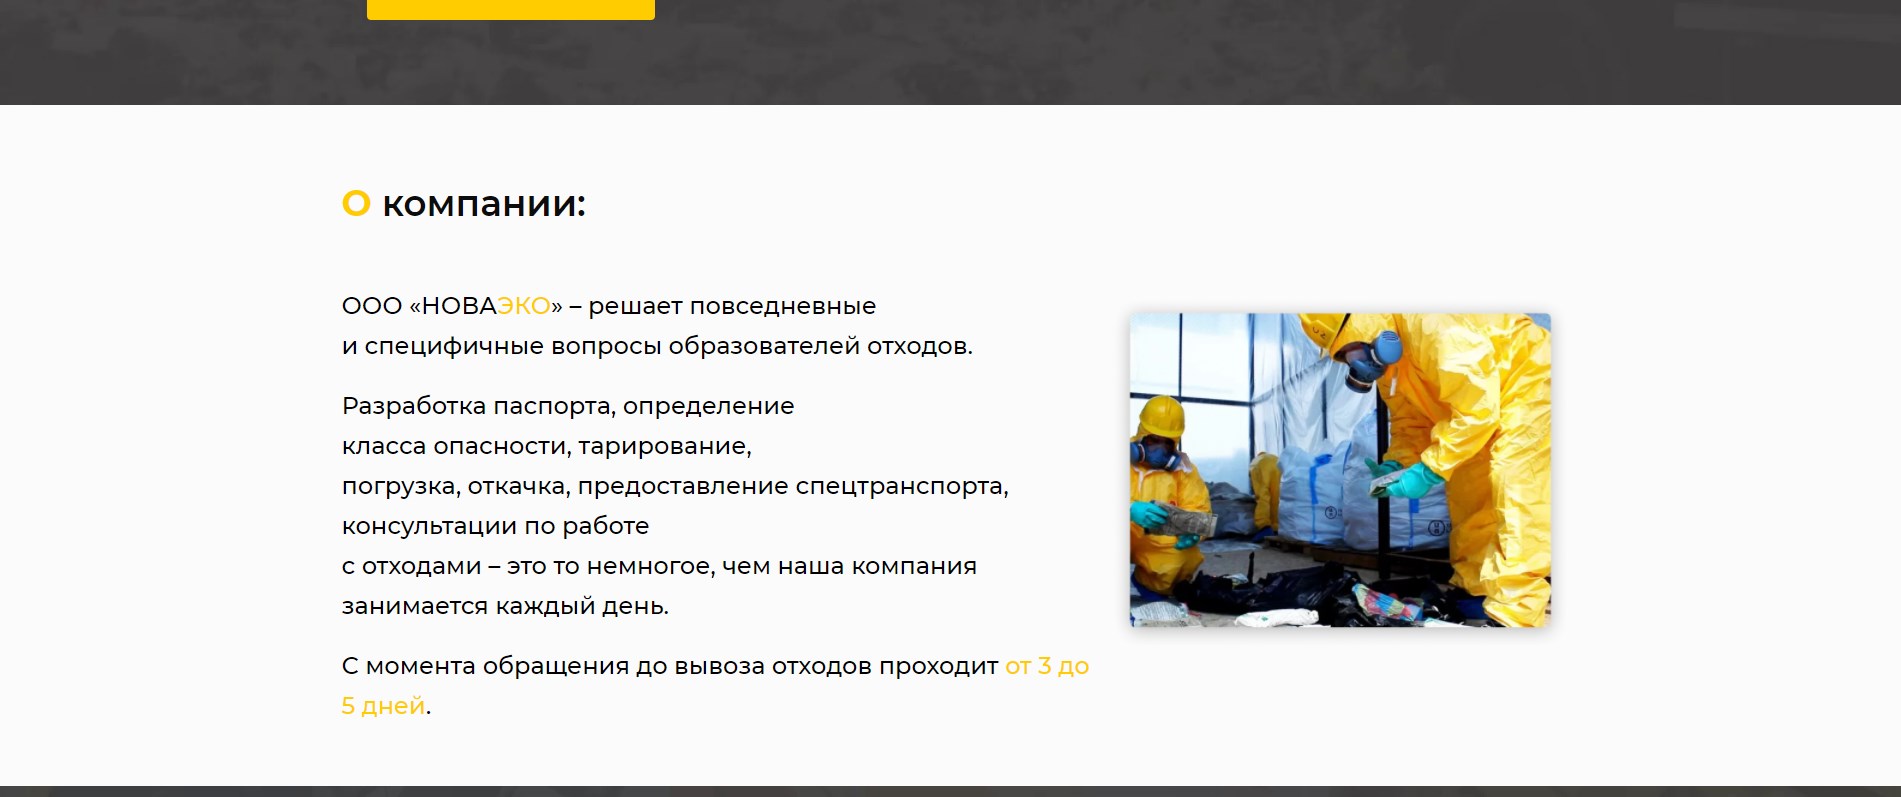 О компании:
ООО «НОВАЭКО» – решает повседневные
и специфичные вопросы образователей отходов.
Разработка паспорта, определение
класса опасности, тарирование,
погрузка, откачка, предоставление спецтранспорта,
консультации по работе
с отходами – это то немногое, чем наша компания
занимается каждый день.
С момента обращения до вывоза отходов проходит от 3 до
5 дней.